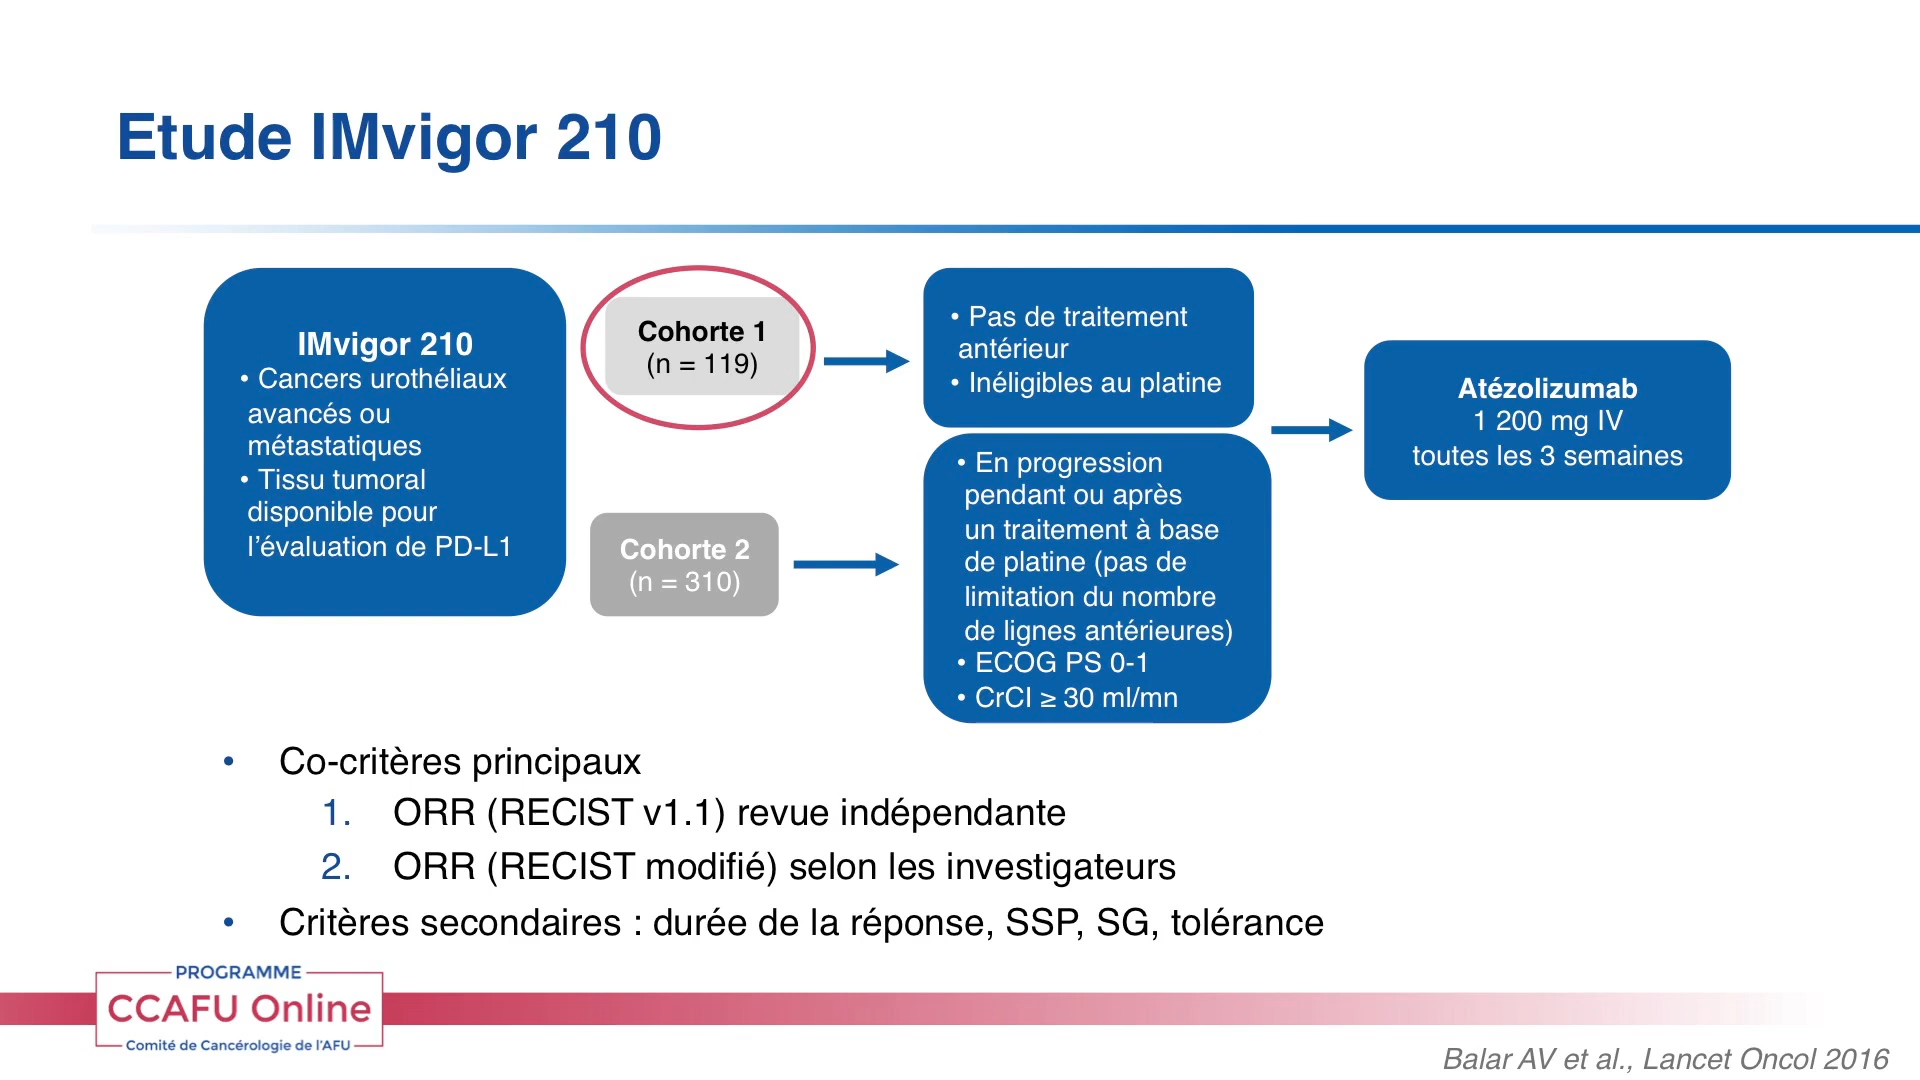 Etude IMvigor 210
IMvigor 210
• Cancers urothéliaux
avancés ou
métastatiques
• Tissu tumoral
disponible pour
l’évaluation de PD-L1
Cohorte 1
(n = 119)
• Pas de traitement
antérieur
• Inéligibles au platine
Cohorte 2
(n = 310)
• En progression
pendant ou après
un traitement à base
de platine (pas de
limitation du nombre
de lignes antérieures)
• ECOG PS 0-1
• CrCl ≥ 30 ml/mn
Atézolizumab
1 200 mg IV
toutes les 3 semaines
• Co-critères principaux
1. ORR (RECIST v1.1) revue indépendante
2. ORR (RECIST modifié) selon les investigateurs
• Critères secondaires : durée de la réponse, SSP, SG, tolérance
PROGRAMME
CCAFU Online
Comité de Cancérologie de l’AFU
Balar AV et al., Lancet Oncol 2016